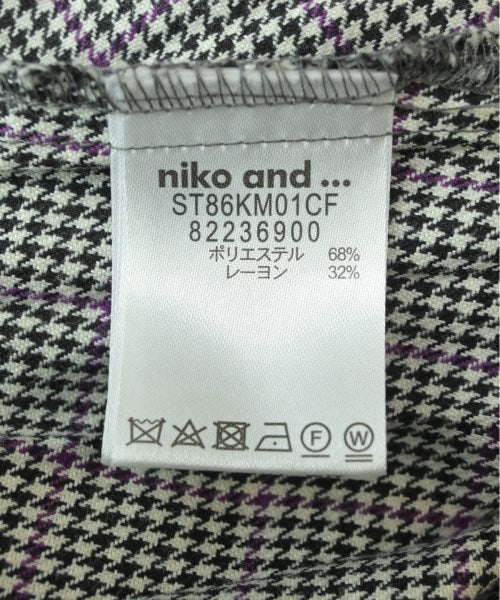 niko and ...
ST86KM01CF
82236900
ポリエステル 68%
レーヨン 32%
F W